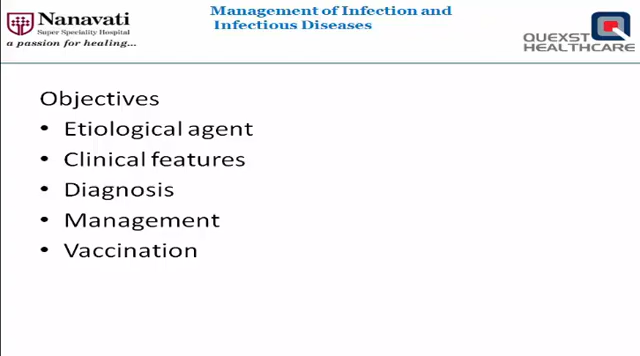 Nanavati
Super Speciality Hospital
a passion for healing...
Management of Infection and
Infectious Diseases
QUEXST
HEALTHCARE
Objectives
• Etiological agent
• Clinical features
• Diagnosis
• Management
• Vaccination